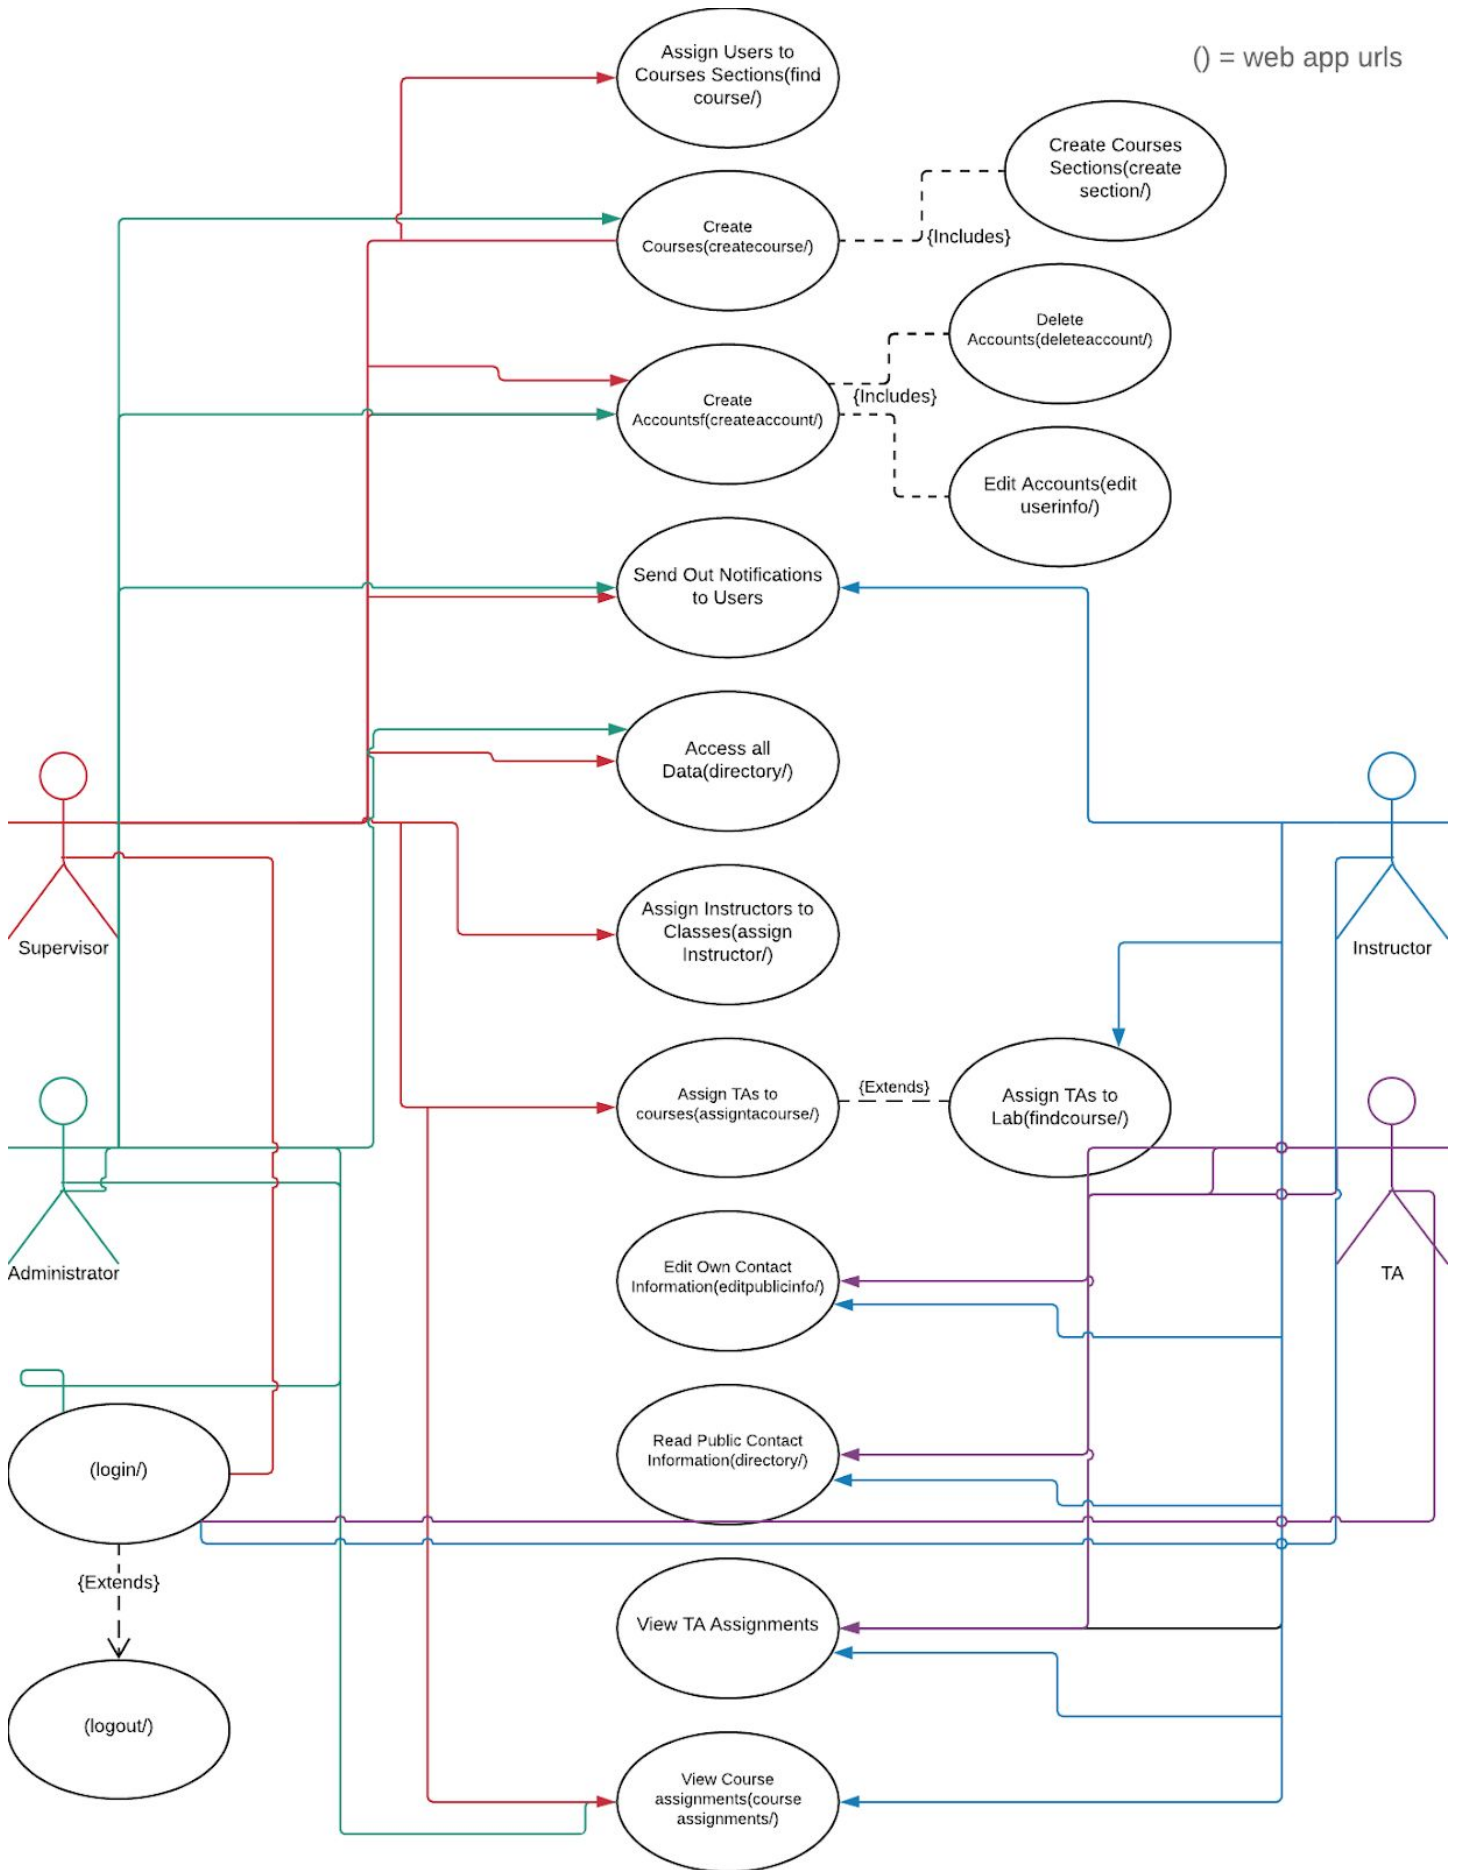 Assign Users to
Courses Sections(find
course/)
() = web app urls
Create Courses
Sections(create
section/)
Create
Courses(createcourse/)
{Includes}
Delete
Accounts(deleteaccount/)
Create
Accountsf(createaccount/)
{Includes}
Edit Accounts(edit
userinfo/)
Send Out Notifications
to Users
Access all
Data(directory/)
Supervisor
Assign Instructors to
Classes(assign
Instructor/)
Instructor
Assign TAs to
courses(assigntacourse/)
{Extends}
Assign TAs to
Lab(findcourse/)
Administrator
Edit Own Contact
Information(editpublicinfo/)
TA
(login/)
Read Public Contact
Information(directory/)
{Extends}
View TA Assignments
(logout/)
View Course
assignments(course
assignments/)